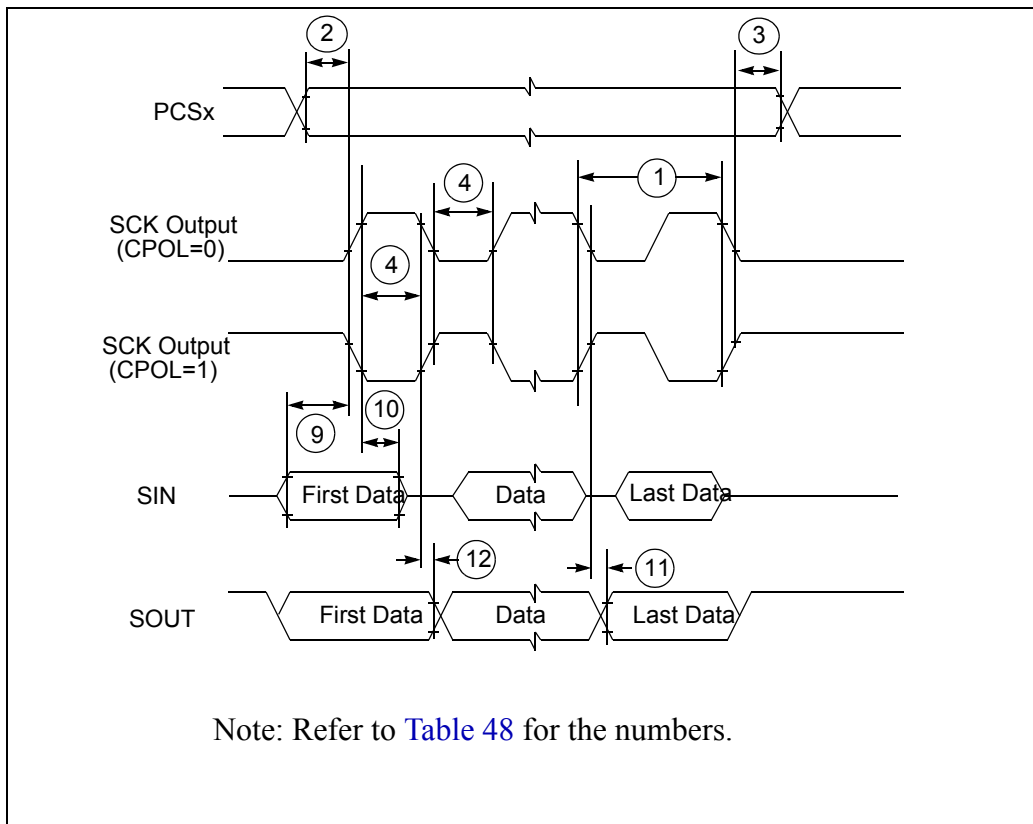 2
3
PCSx
4
1
SCK Output
(CPOL=0)
4
SCK Output
(CPOL=1)
10
9
SIN
First Data
Data
Last Data
12
11
SOUT
First Data
Data
Last Data
Note: Refer to Table 48 for the numbers.